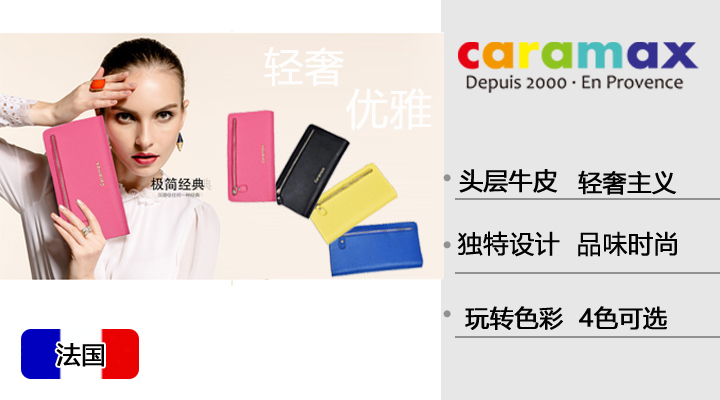 轻奢
优雅
极简经典
caramax
Depuis 2000 · En Provence
头层牛皮 轻奢主义
独特设计 品味时尚
玩转色彩 4色可选
法国